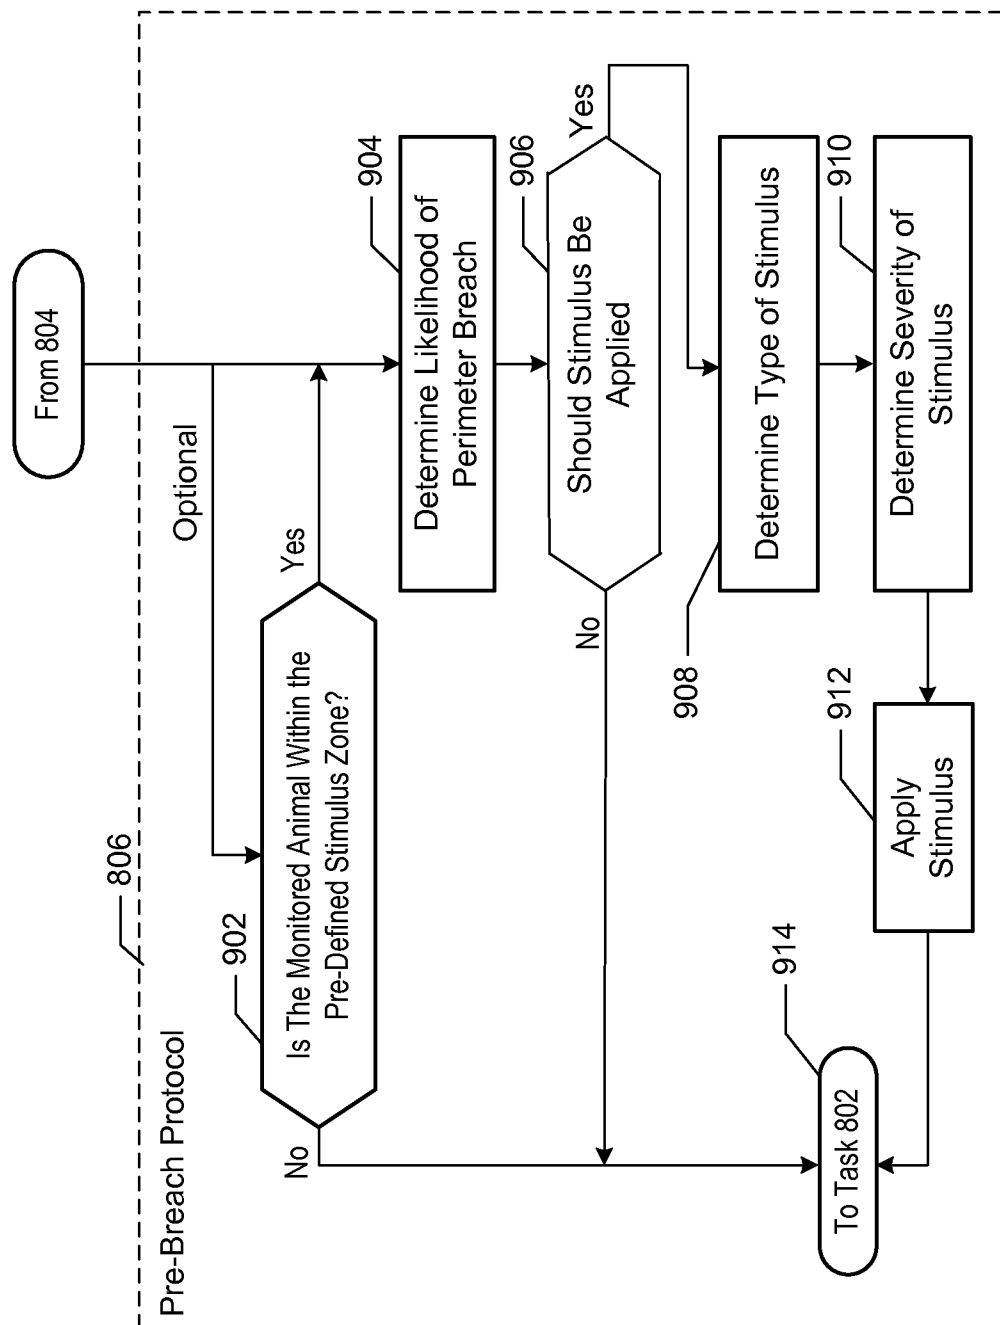 From 804
806
Pre-Breach Protocol
Optional
902
Is The Monitored Animal Within the
Pre-Defined Stimulus Zone?
Yes
No
904
Determine Likelihood of
Perimeter Breach
906
Should Stimulus Be
Applied
Yes
No
908
Determine Type of Stimulus
910
Determine Severity of
Stimulus
912
Apply
Stimulus
914
To Task 802